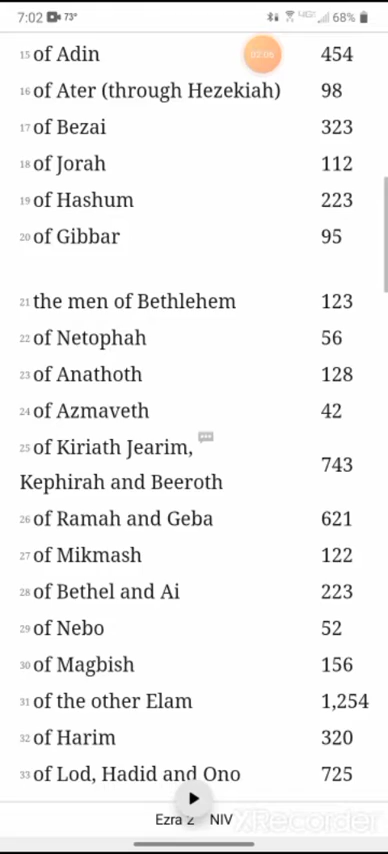 7:02 73° 4G 68%
07:06
15 of Adin 454
16 of Ater (through Hezekiah) 98
17 of Bezai 323
18 of Jorah 112
19 of Hashum 223
20 of Gibbar 95
21 the men of Bethlehem 123
22 of Netophah 56
23 of Anathoth 128
24 of Azmaveth 42
25 of Kiriath Jearim,
Kephirah and Beeroth 743
26 of Ramah and Geba 621
27 of Mikmash 122
28 of Bethel and Ai 223
29 of Nebo 52
30 of Magbish 156
31 of the other Elam 1,254
32 of Harim 320
33 of Lod, Hadid and Ono 725
Ezra 2 NIV
XRecorder